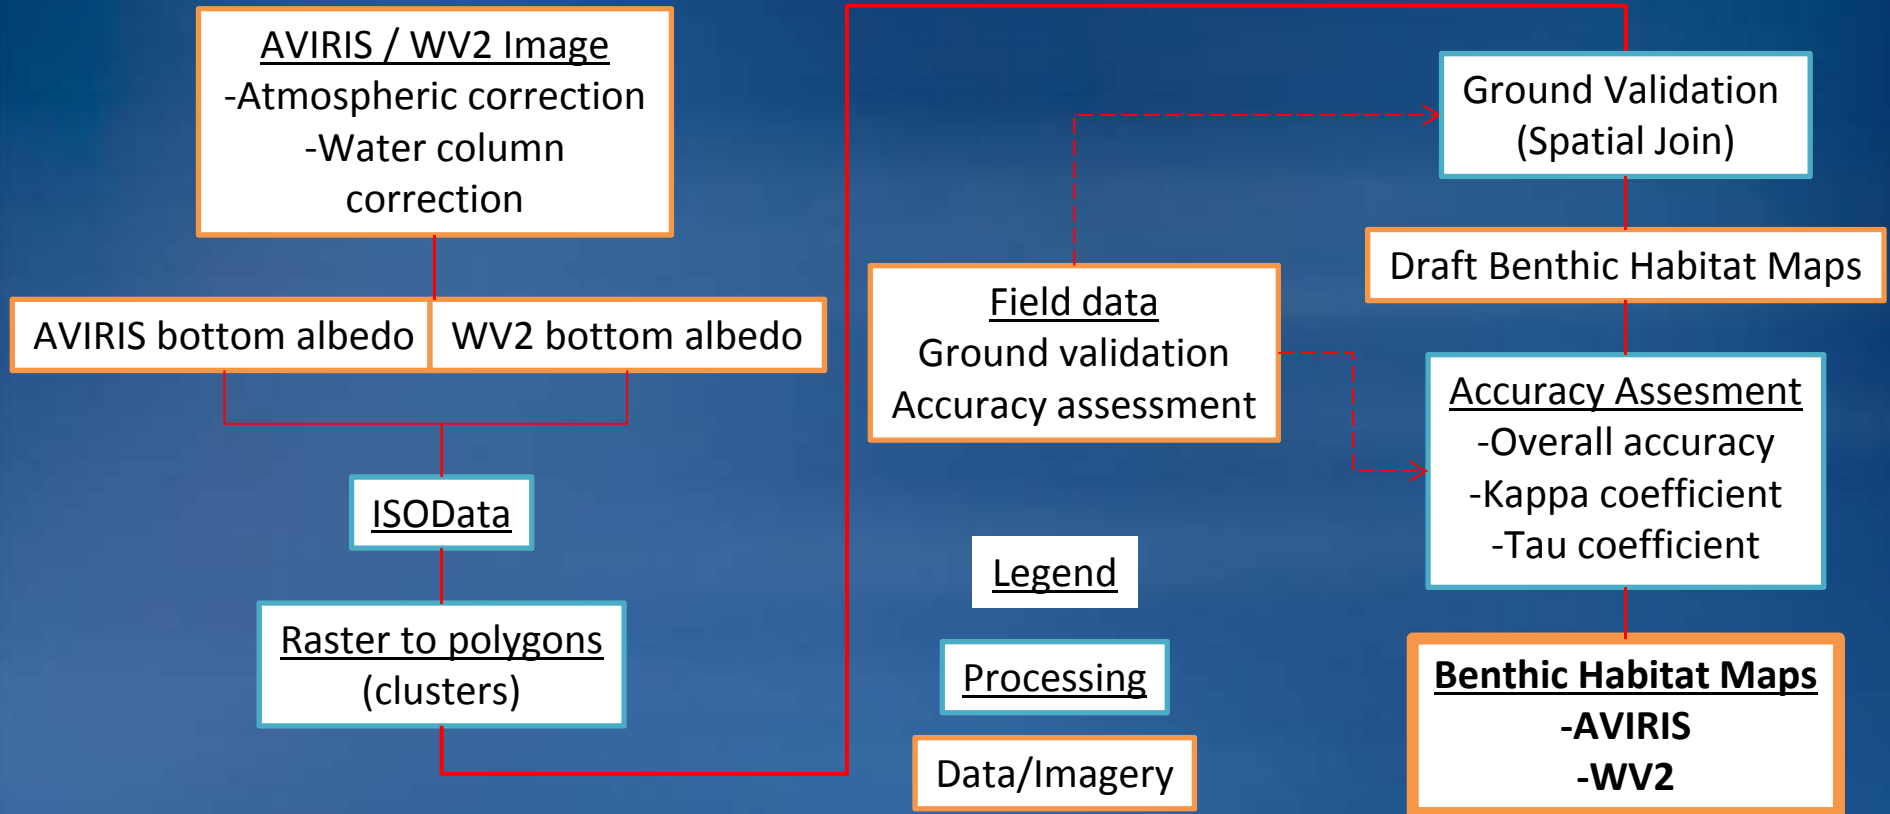 AVIRIS / WV2 Image
-Atmospheric correction
-Water column
correction
AVIRIS bottom albedo
WV2 bottom albedo
ISOData
Raster to polygons
(clusters)
Field data
Ground validation
Accuracy assessment
Legend
Processing
Data/Imagery
Ground Validation
(Spatial Join)
Draft Benthic Habitat Maps
Accuracy Assesment
-Overall accuracy
-Kappa coefficient
-Tau coefficient
Benthic Habitat Maps
-AVIRIS
-WV2